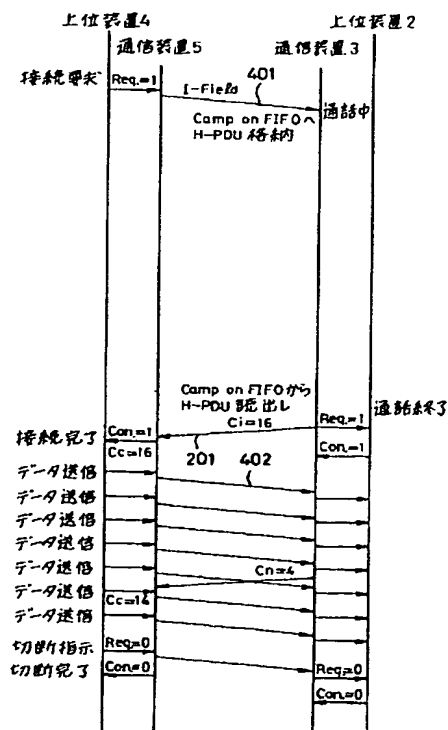 上位装置4
上位装置2
通信装置5
通信装置3
接続要求
Req.=1
401
I-Field
通話中
Camp on FIFOへ
H-PDU 格納
Camp on FIFOから
H-PDU 読出し
Ci=16
Req.=1
通話終了
Con.=1
接続完了
Cc=16
201
402
Con.=1
データ送信
データ送信
データ送信
データ送信
データ送信
Cn=4
データ送信
Cc=14
データ送信
切断指示
Req.=0
切断完了
Con.=0
Req.=0
Con.=0